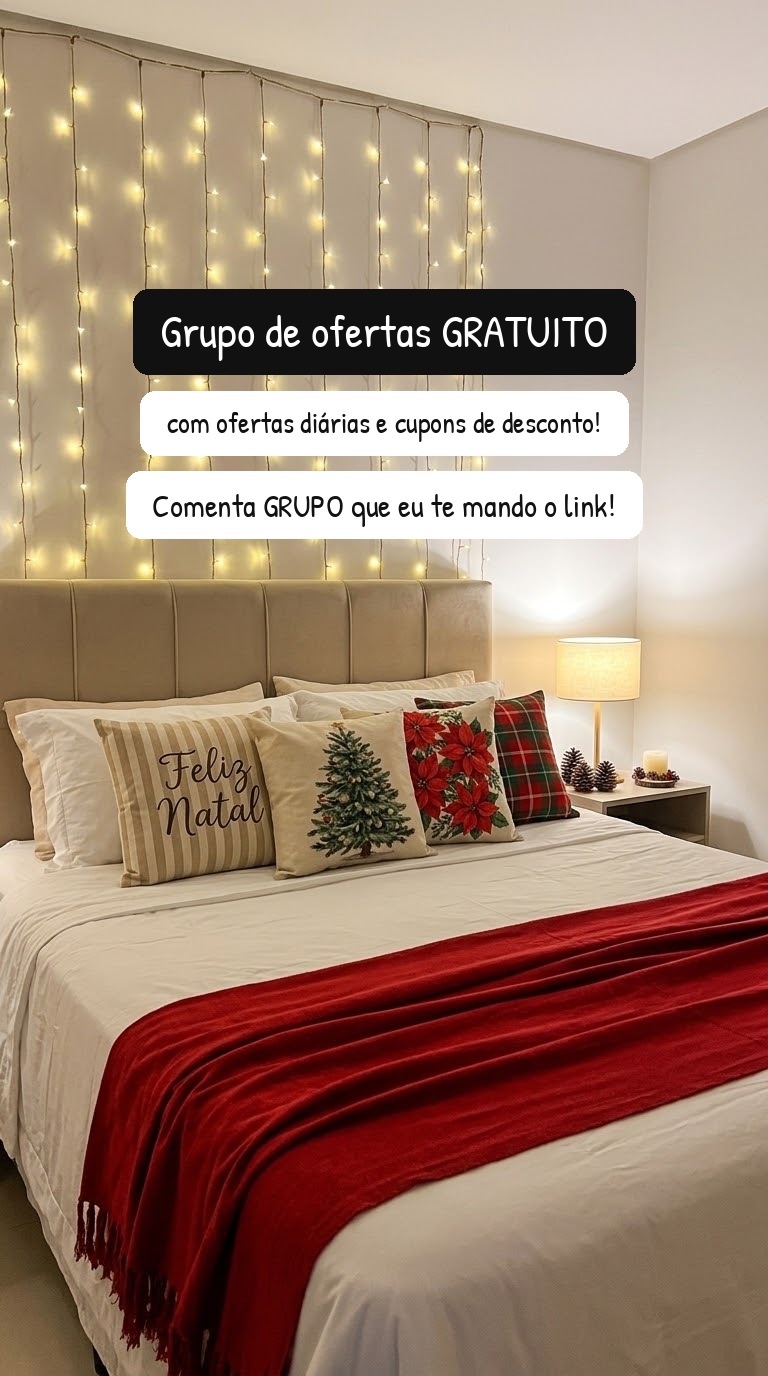 Grupo de ofertas GRATUITO
com ofertas diárias e cupons de desconto!
Comenta GRUPO que eu te mando o link!
Feliz
Natal